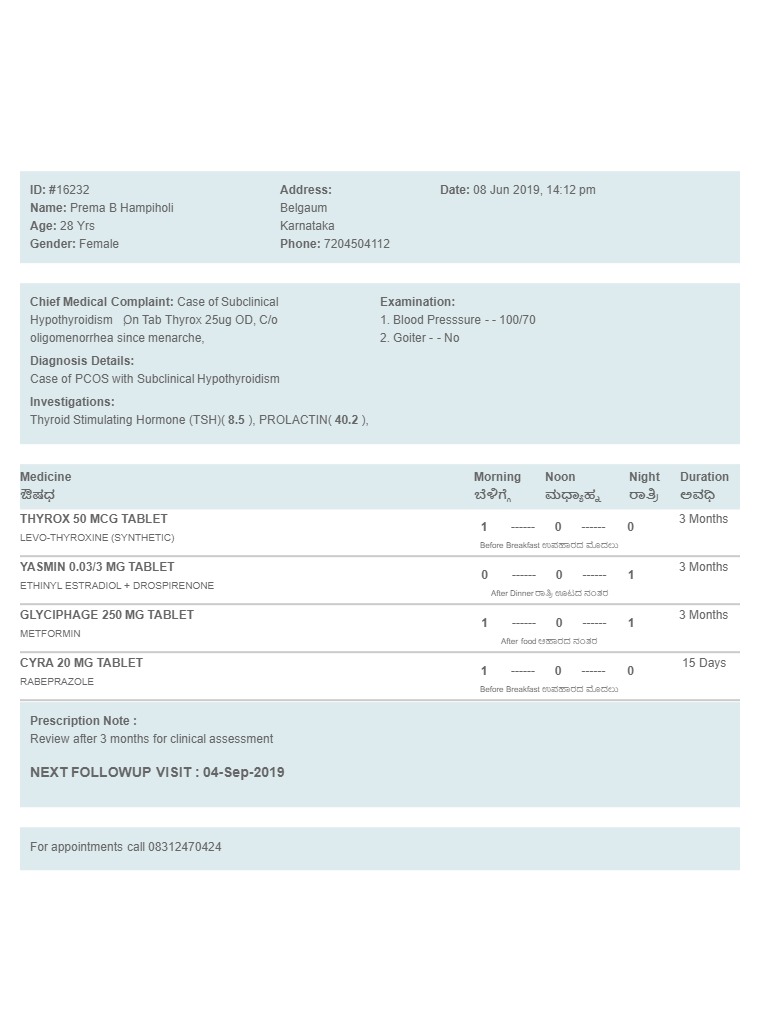 ID: #16232
Name: Prema B Hampiholi
Age: 28 Yrs
Gender: Female
Address:
Belgaum
Karnataka
Phone: 7204504112
Date: 08 Jun 2019, 14:12 pm
Chief Medical Complaint: Case of Subclinical
Hypothyroidism On Tab Thyrox 25ug OD, C/o
oligomenorrhea since menarche,
Diagnosis Details:
Case of PCOS with Subclinical Hypothyroidism
Investigations:
Thyroid Stimulating Hormone (TSH)( 8.5 ), PROLACTIN( 40.2 ),
Examination:
1. Blood Presssure - - 100/70
2. Goiter - - No
Medicine Morning Noon Night Duration
ಔಷಧ ಬೆಳಿಗ್ಗೆ ಮಧ್ಯಾಹ್ನ ರಾತ್ರಿ ಅವಧಿ
THYROX 50 MCG TABLET 3 Months
1 ------ 0 ------ 0
LEVO-THYROXINE (SYNTHETIC)
Before Breakfast ಉಪಹಾರದ ಮೊದಲು
YASMIN 0.03/3 MG TABLET 3 Months
0 ------ 0 ------ 1
ETHINYL ESTRADIOL + DROSPIRENONE
After Dinner ರಾತ್ರಿ ಊಟದ ನಂತರ
GLYCIPHAGE 250 MG TABLET 3 Months
1 ------ 0 ------ 1
METFORMIN
After food ಆಹಾರದ ನಂತರ
CYRA 20 MG TABLET 15 Days
1 ------ 0 ------ 0
RABEPRAZOLE
Before Breakfast ಉಪಹಾರದ ಮೊದಲು
Prescription Note :
Review after 3 months for clinical assessment
NEXT FOLLOWUP VISIT : 04-Sep-2019
For appointments call 08312470424